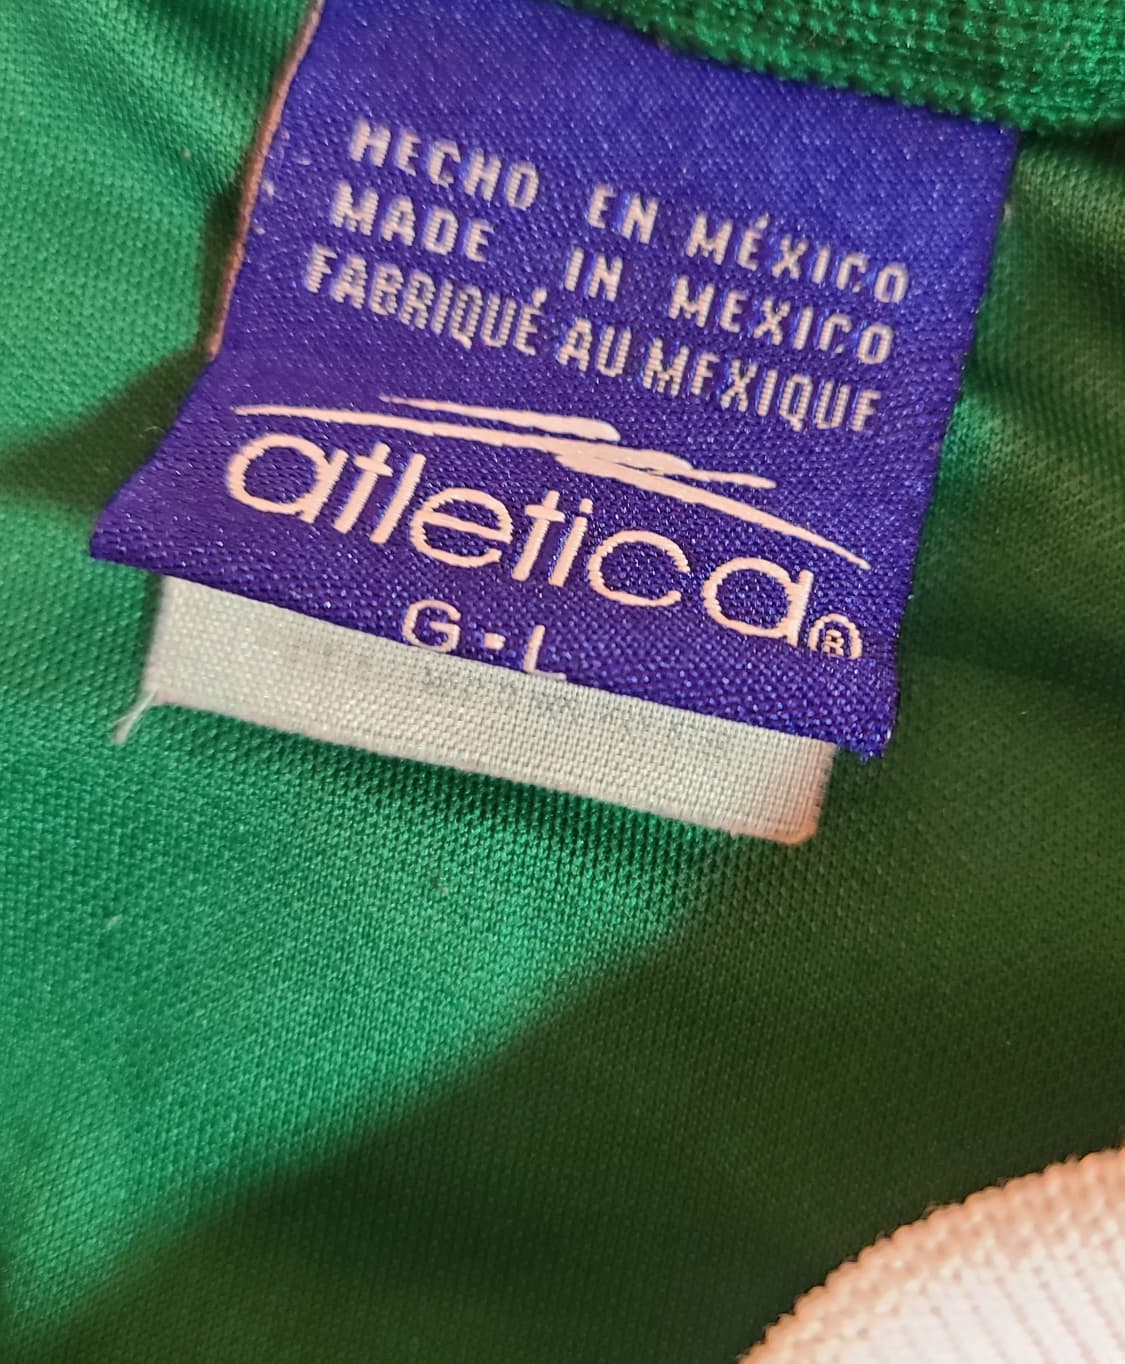 HECHO EN MÉXICO
MADE IN MEXICO
FABRIQUÉ AU MEXIQUE
atletica®
G-L